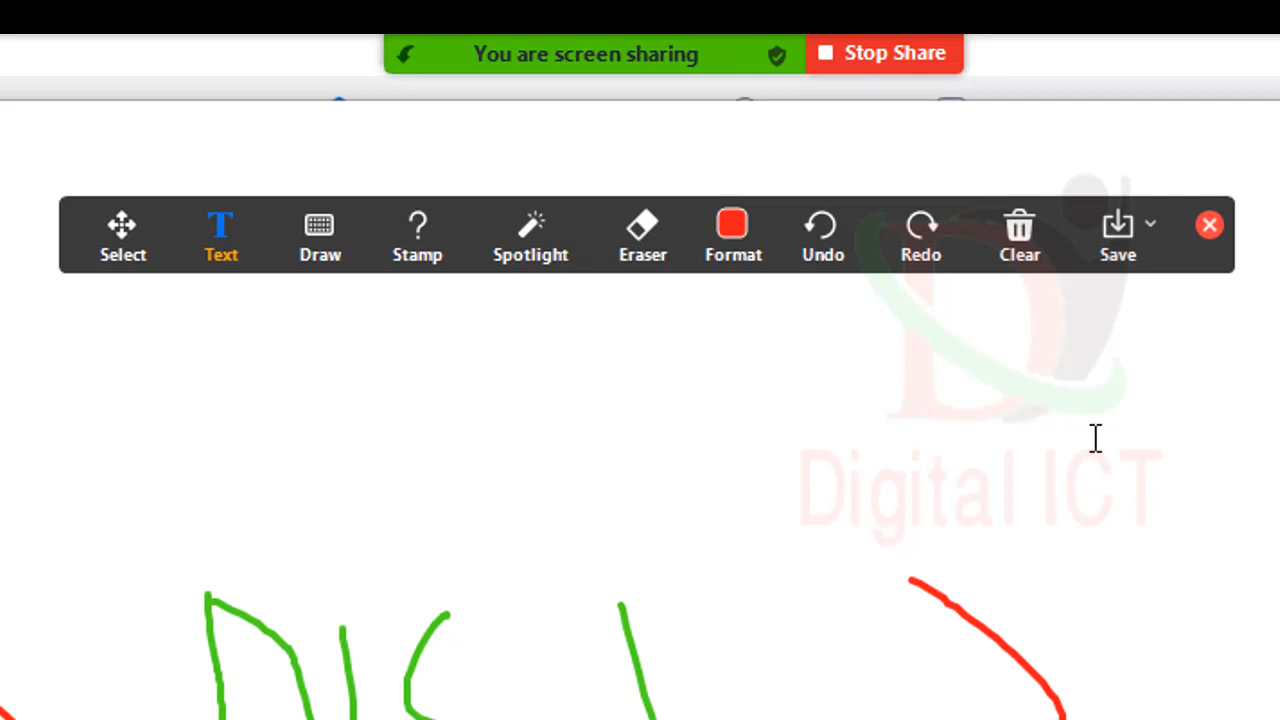 You are screen sharing Stop Share
Select Text Draw Stamp Spotlight Eraser Format Undo Redo Clear Save
Digital ICT